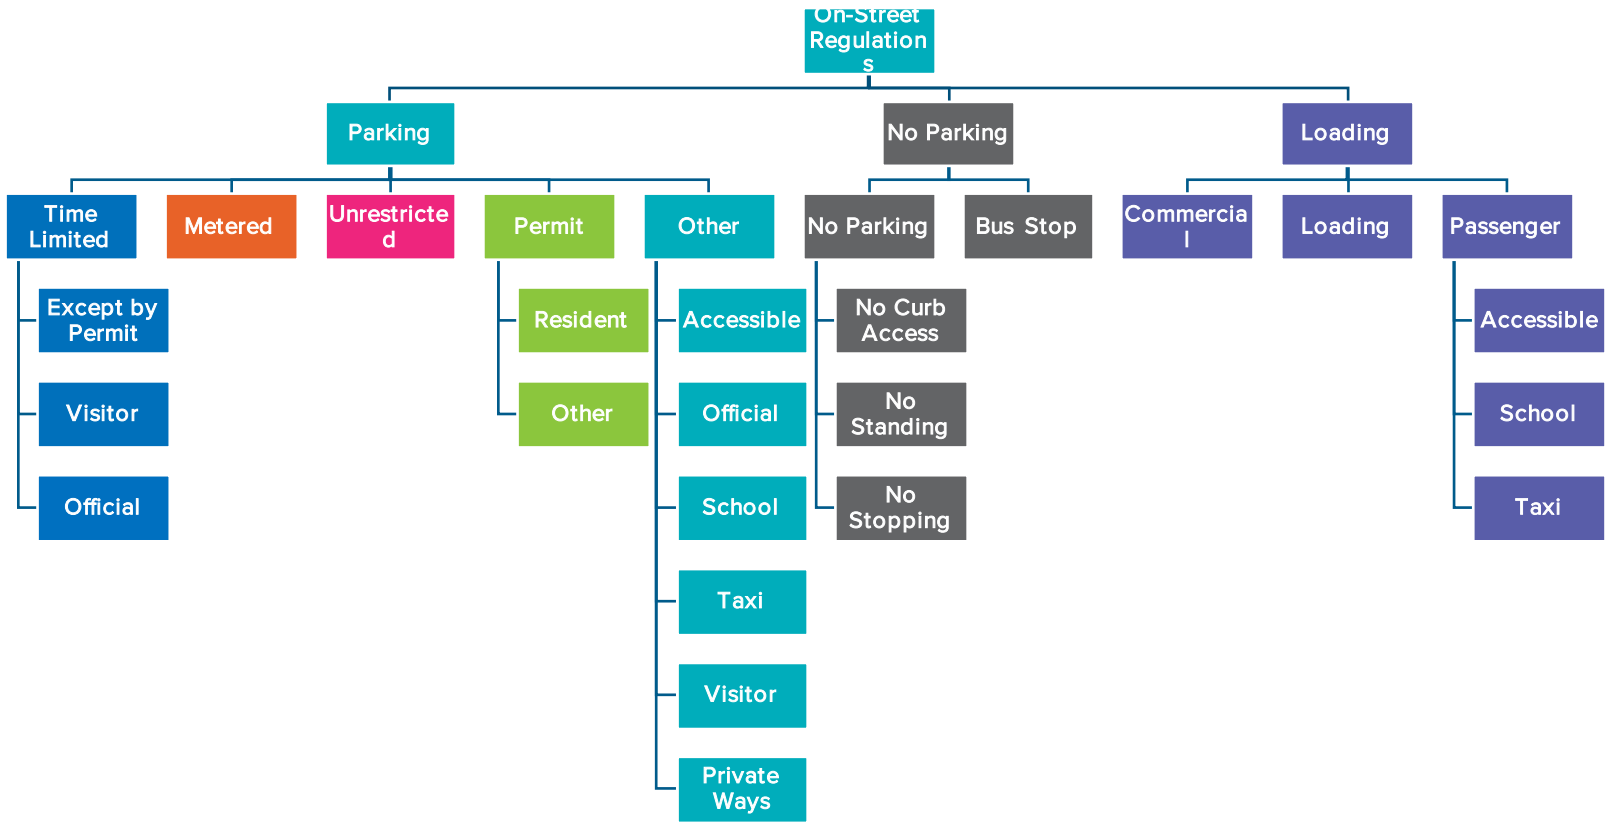 On-Street
Regulation
s
Parking
No Parking
Loading
Time
Limited
Metered
Unrestricte
d
Permit
Other
No Parking
Bus Stop
Commercia
l
Loading
Passenger
Except by
Permit
Resident
Accessible
No Curb
Access
Accessible
Visitor
Other
Official
No
Standing
School
Official
School
No
Stopping
Taxi
Taxi
Visitor
Private
Ways